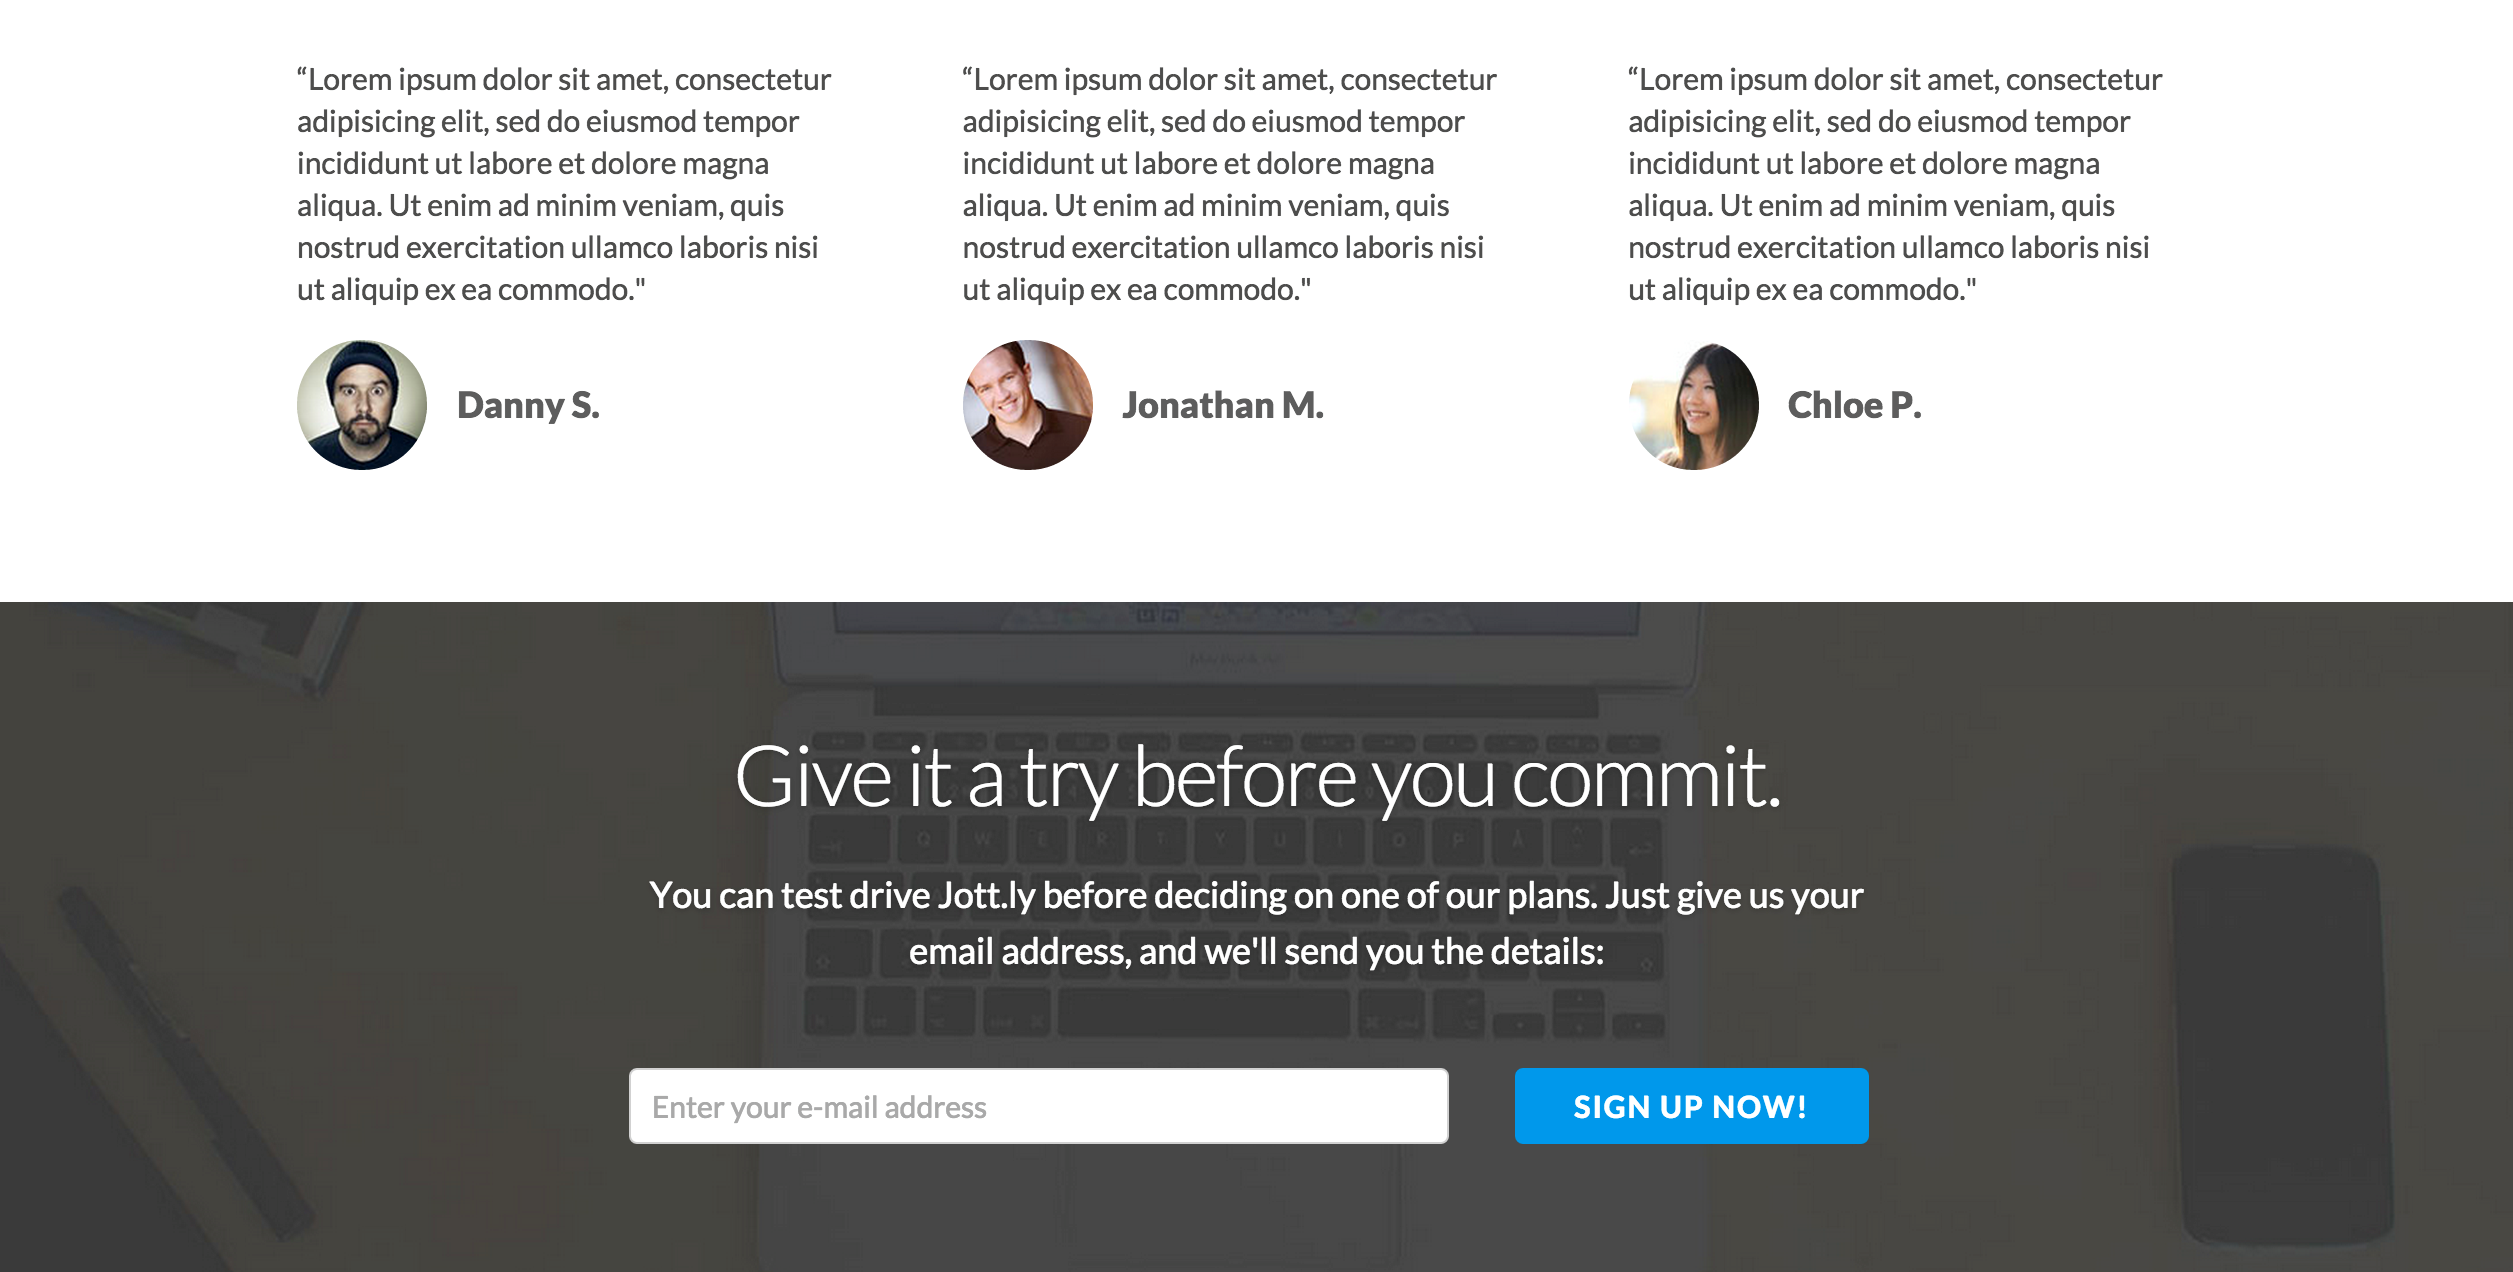 “Lorem ipsum dolor sit amet, consectetur
adipisicing elit, sed do eiusmod tempor
incididunt ut labore et dolore magna
aliqua. Ut enim ad minim veniam, quis
nostrud exercitation ullamco laboris nisi
ut aliquip ex ea commodo."
Danny S.
“Lorem ipsum dolor sit amet, consectetur
adipisicing elit, sed do eiusmod tempor
incididunt ut labore et dolore magna
aliqua. Ut enim ad minim veniam, quis
nostrud exercitation ullamco laboris nisi
ut aliquip ex ea commodo."
Jonathan M.
“Lorem ipsum dolor sit amet, consectetur
adipisicing elit, sed do eiusmod tempor
incididunt ut labore et dolore magna
aliqua. Ut enim ad minim veniam, quis
nostrud exercitation ullamco laboris nisi
ut aliquip ex ea commodo."
Chloe P.
Give it a try before you commit.
You can test drive Jott.ly before deciding on one of our plans. Just give us your
email address, and we'll send you the details:
Enter your e-mail address
SIGN UP NOW!